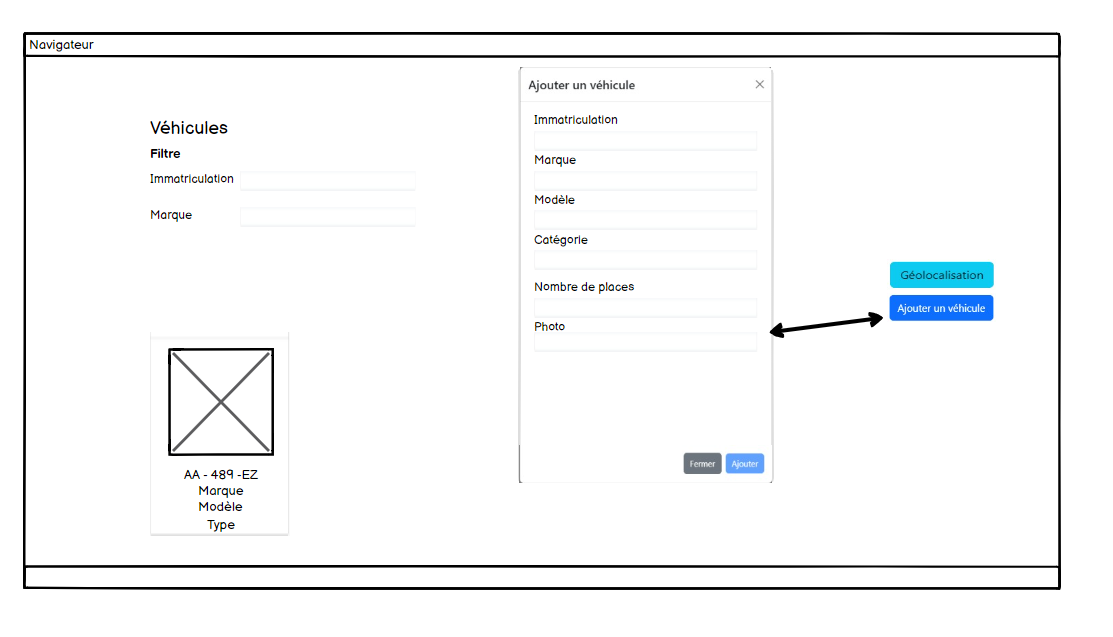 Navigateur
Véhicules
Filtre
Immatriculation
Marque
AA - 489 -EZ
Marque
Modèle
Type
Ajouter un véhicule
Immatriculation
Marque
Modèle
Catégorie
Nombre de places
Photo
Fermer Ajouter
Géolocalisation
Ajouter un véhicule